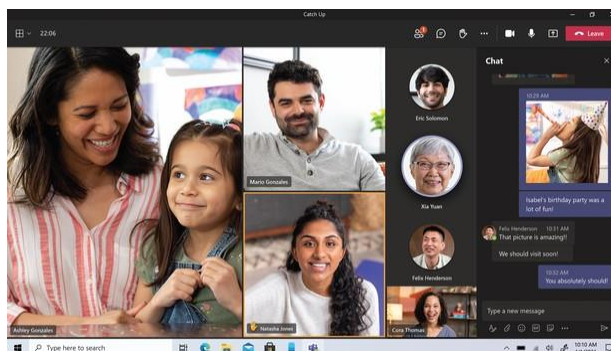 Catch Up
22:06
1
Leave
Chat
10:29 AM
Isabel's birthday party was a
lot of fun!
Felix Henderson 10:31 AM
That picture is amazing!!
We should visit soon!
10:32 AM
You absolutely should!
Type a new message
Mario Gonzales
Eric Solomon
Xia Yuan
Felix Henderson
Ashley Gonzales
Natasha Jones
Cora Thomas
Type here to search
10:10 AM